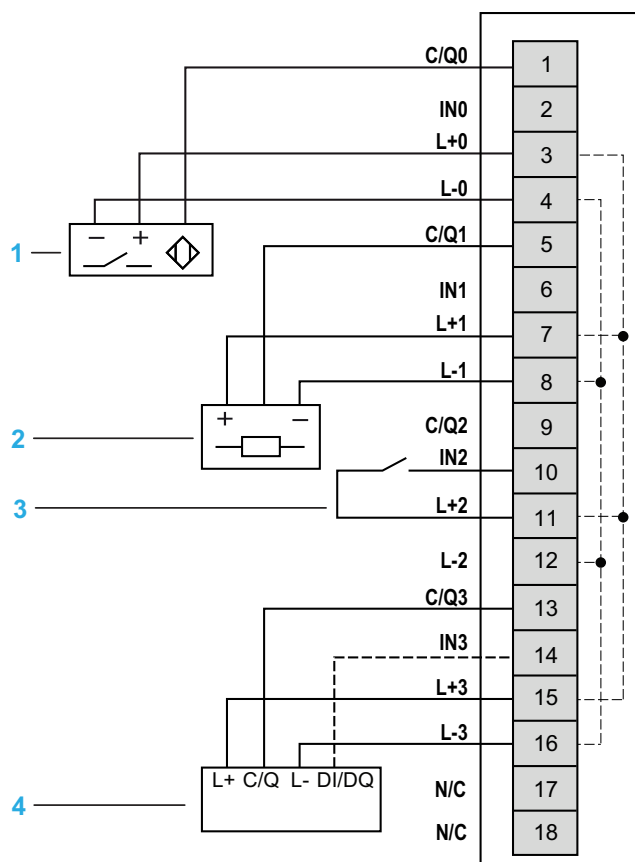 C/Q0 1
IN0 2
L+0 3
L-0 4
1 − +
C/Q1 5
IN1 6
L+1 7
L-1 8
2 + −
C/Q2 9
IN2 10
3
L+2 11
L-2 12
C/Q3 13
IN3 14
L+3 15
L-3 16
4 L+ C/Q L- DI/DQ
N/C 17
N/C 18